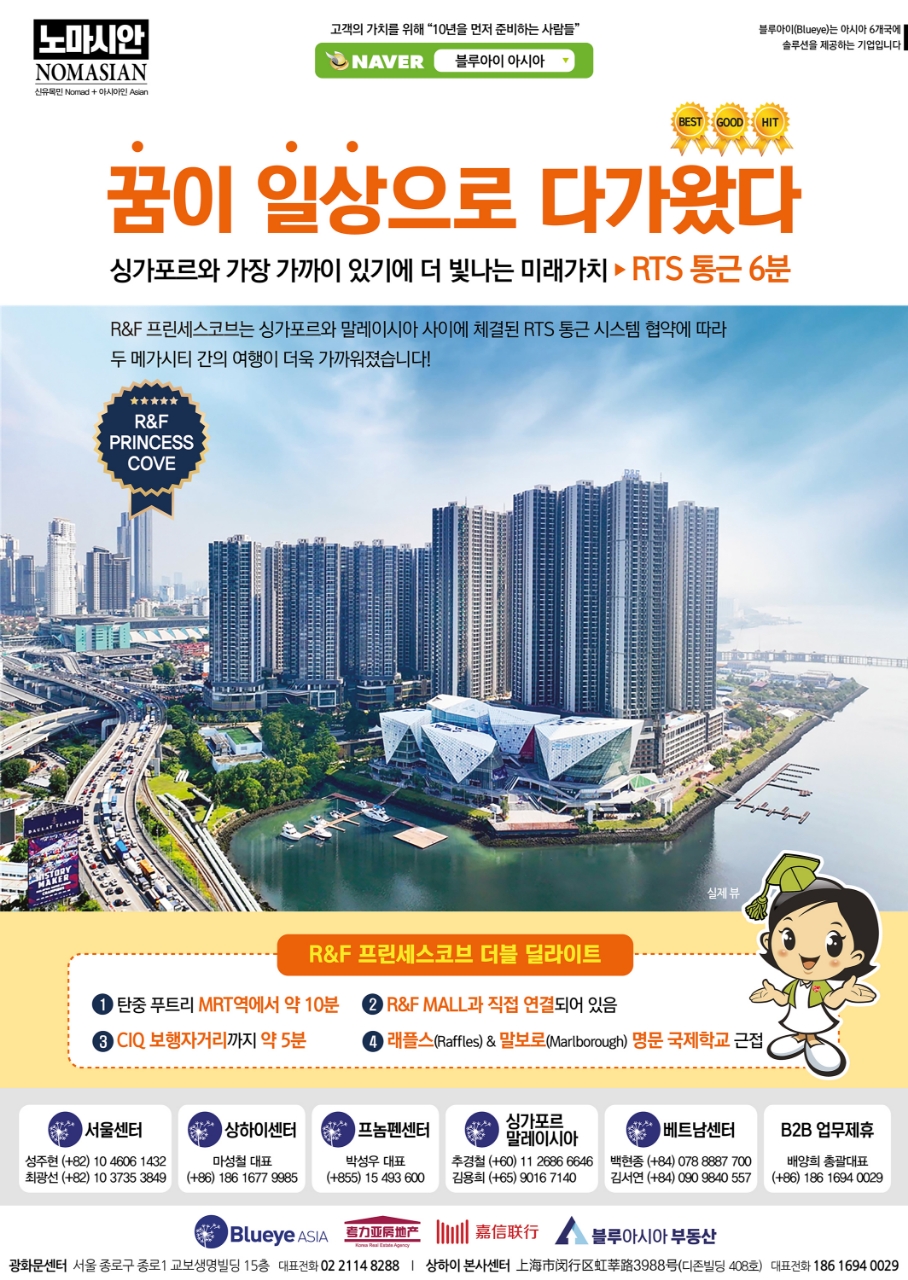 노마시안
NOMASIAN
신유목민 Nomad + 아시아인 Asian
고객의 가치를 위해 “10년을 먼저 준비하는 사람들”
NAVER 블루아이 아시아
블루아이(Blueye)는 아시아 6개국에
솔루션을 제공하는 기업입니다
BEST GOOD HIT
꿈이 일상으로 다가왔다
싱가포르와 가장 가까이 있기에 더 빛나는 미래가치 ▶ RTS 통근 6분
R&F 프린세스코브는 싱가포르와 말레이시아 사이에 체결된 RTS 통근 시스템 협약에 따라
두 메가시티 간의 여행이 더욱 가까워졌습니다!
R&F
PRINCESS
COVE
R&F
DAULAT TUANKU
HISTORY
MAKER
실제 뷰
R&F 프린세스코브 더블 딜라이트
1 탄중 푸트리 MRT역에서 약 10분
2 R&F MALL과 직접 연결되어 있음
3 CIQ 보행자거리까지 약 5분
4 래플스(Raffles) & 말보로(Marlborough) 명문 국제학교 근접
서울센터
성주현 (+82) 10 4606 1432
최광선 (+82) 10 3735 3849
상하이센터
마성철 대표
(+86) 186 1677 9985
프놈펜센터
박성우 대표
(+855) 15 493 600
싱가포르
말레이시아
추경철 (+60) 11 2686 6646
김용희 (+65) 9016 7140
베트남센터
백현종 (+84) 078 8887 700
김서연 (+84) 090 9840 557
B2B 업무제휴
배양희 총괄대표
(+86) 186 1694 0029
Blueye ASIA
考力亚房地产
Korea Real Estate Agency
嘉信联行
블루아시아 부동산
광화문센터 서울 종로구 종로1 교보생명빌딩 15층 대표전화 02 2114 8288 | 상하이 본사센터 上海市闵行区虹莘路3988号(디존빌딩 408호) 대표전화 186 1694 0029